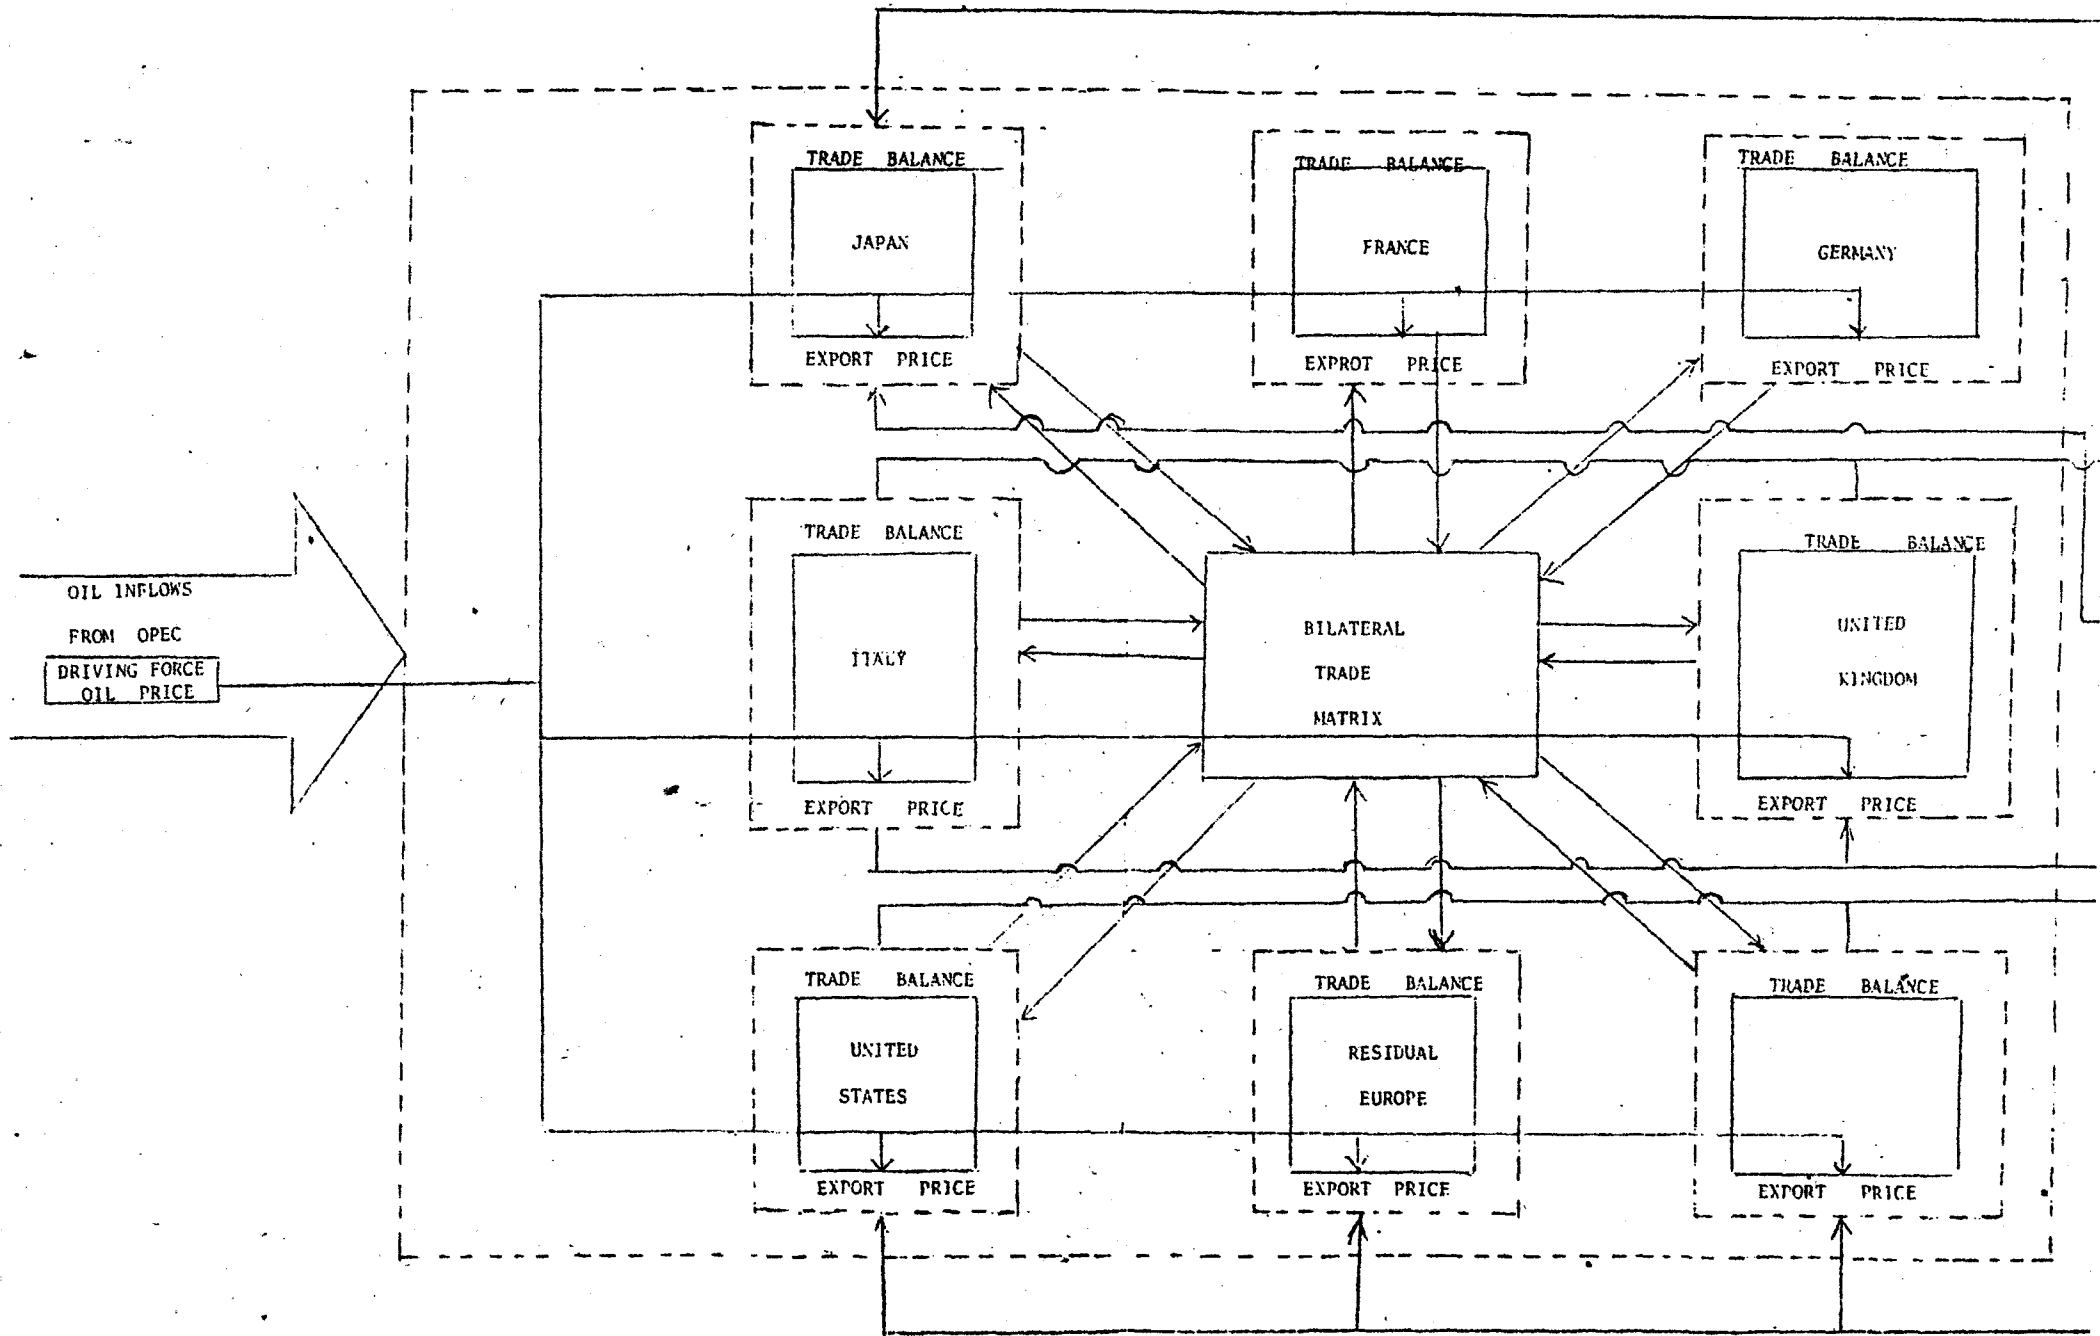 TRADE BALANCE
JAPAN
EXPORT PRICE
TRADE BALANCE
FRANCE
EXPROT PRICE
TRADE BALANCE
GERMANY
EXPORT PRICE
OIL INFLOWS
FROM OPEC
DRIVING FORCE
OIL PRICE
TRADE BALANCE
ITALY
EXPORT PRICE
BILATERAL
TRADE
MATRIX
TRADE BALANCE
UNITED
KINGDOM
EXPORT PRICE
TRADE BALANCE
UNITED
STATES
EXPORT PRICE
TRADE BALANCE
RESIDUAL
EUROPE
EXPORT PRICE
TRADE BALANCE
EXPORT PRICE